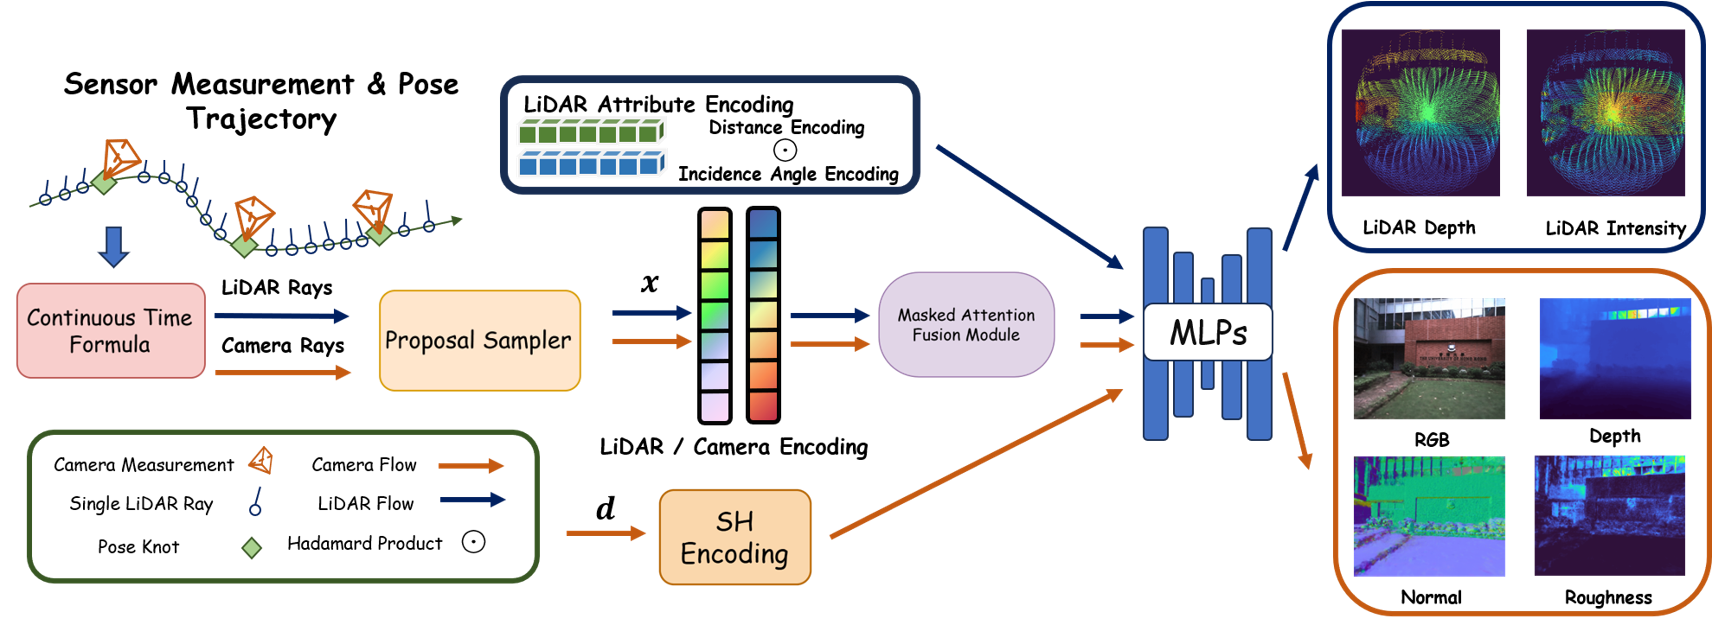 Sensor Measurement & Pose
Trajectory
LiDAR Attribute Encoding
Distance Encoding
Incidence Angle Encoding
Continuous Time
Formula
LiDAR Rays
Camera Rays
Proposal Sampler
x
LiDAR / Camera Encoding
Masked Attention
Fusion Module
MLPs
LiDAR Depth
LiDAR Intensity
RGB
Depth
Normal
Roughness
Camera Measurement
Camera Flow
Single LiDAR Ray
LiDAR Flow
Pose Knot
Hadamard Product
d
SH
Encoding